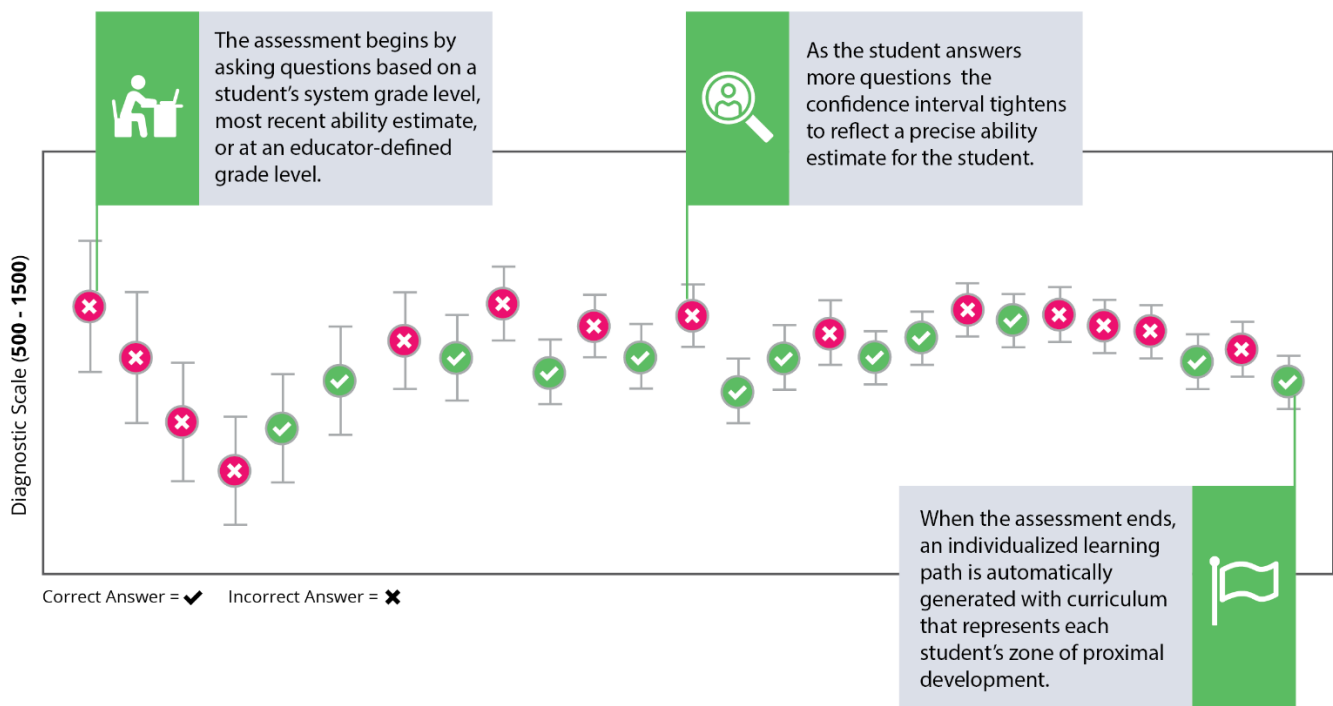 The assessment begins by
asking questions based on a
student's system grade level,
most recent ability estimate,
or at an educator-defined
grade level.
As the student answers
more questions  the
confidence interval tightens
to reflect a precise ability
estimate for the student.
Diagnostic Scale (500 - 1500)
When the assessment ends,
an individualized learning
path is automatically
generated with curriculum
that represents each
student's zone of proximal
development.
Correct Answer = ✔ Incorrect Answer = ✖